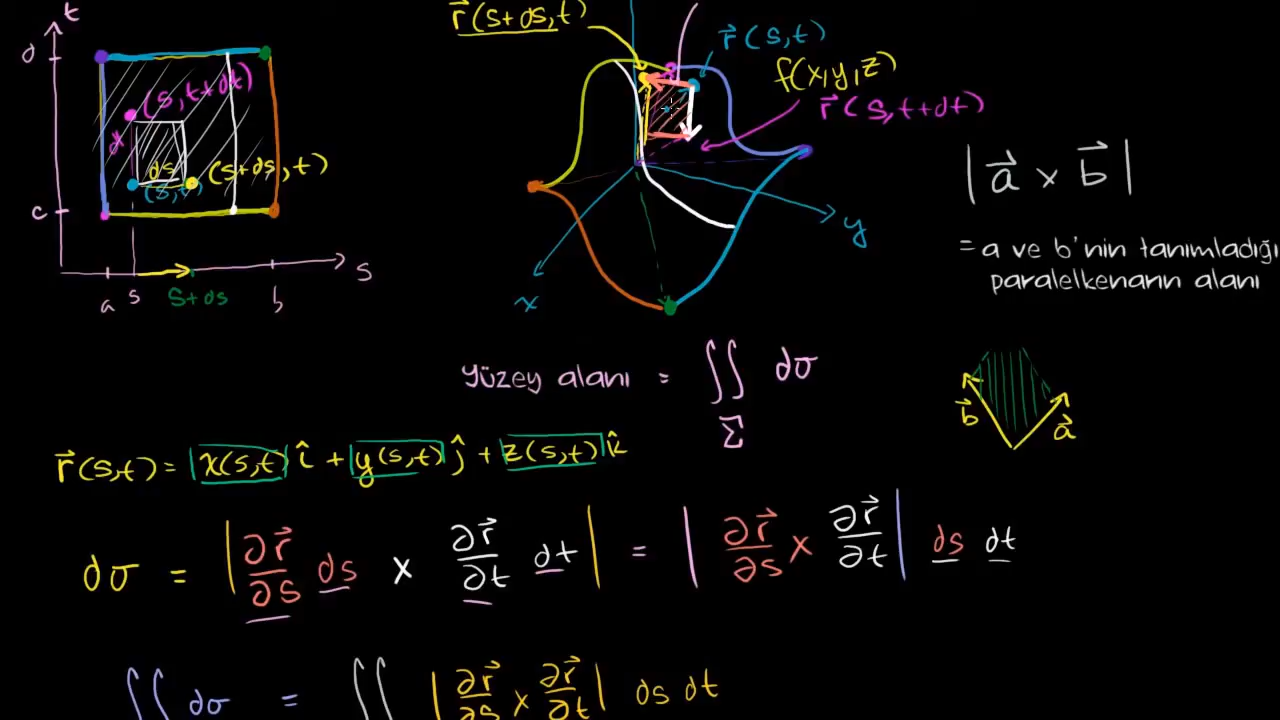 t
d
(s, t+dt)
dt
ds
(s,t)
(s+ds, t)
c
a
s
s+ds
b
s
r⃗(s+ds,t)
r⃗(s,t)
f(x,y,z)
r⃗(s,t+dt)
x
y
|a⃗ × b⃗|
= a ve b'nin tanımladığı
paralelkenarın alanı
b⃗
a⃗
yüzey alanı = ∬ dσ
Σ
r⃗(s,t) = x(s,t) î + y(s,t) ĵ + z(s,t) k̂
dσ = |∂r⃗/∂s ds × ∂r⃗/∂t dt| = |∂r⃗/∂s × ∂r⃗/∂t| ds dt
∬ dσ = ∬ |∂r⃗/∂s × ∂r⃗/∂t| ds dt